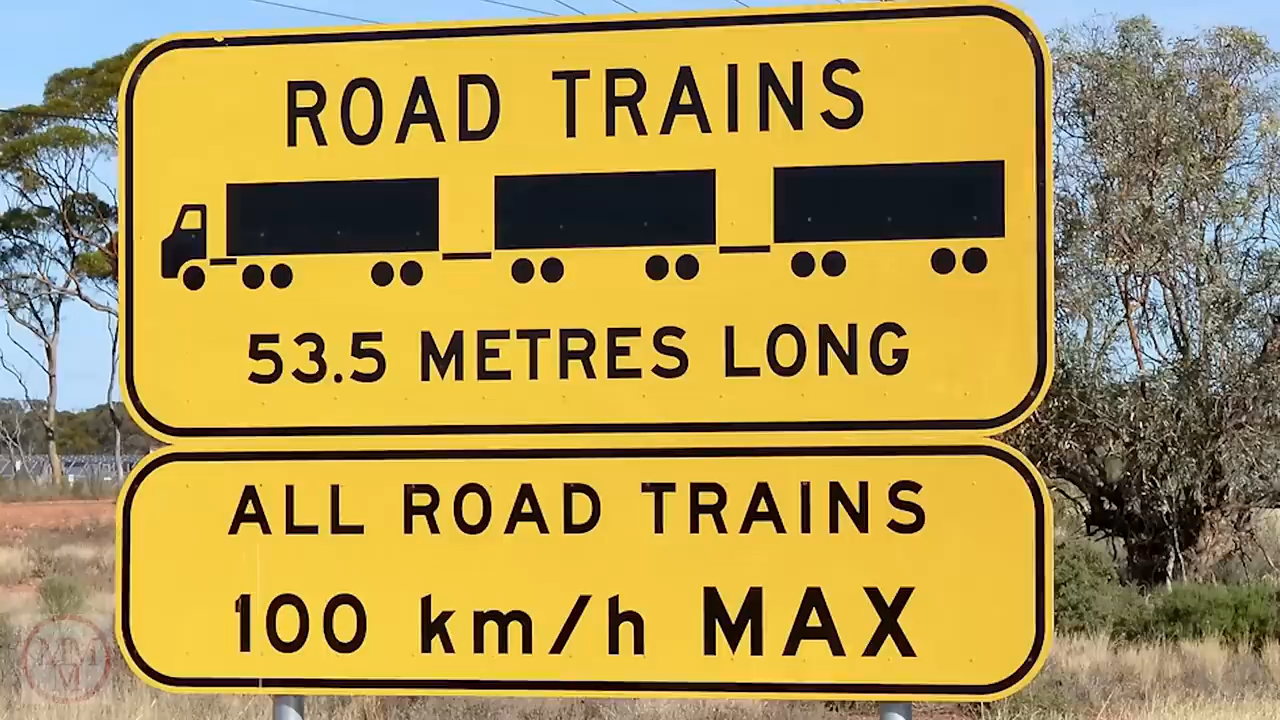 ROAD TRAINS
53.5 METRES LONG
ALL ROAD TRAINS
100 km/h MAX